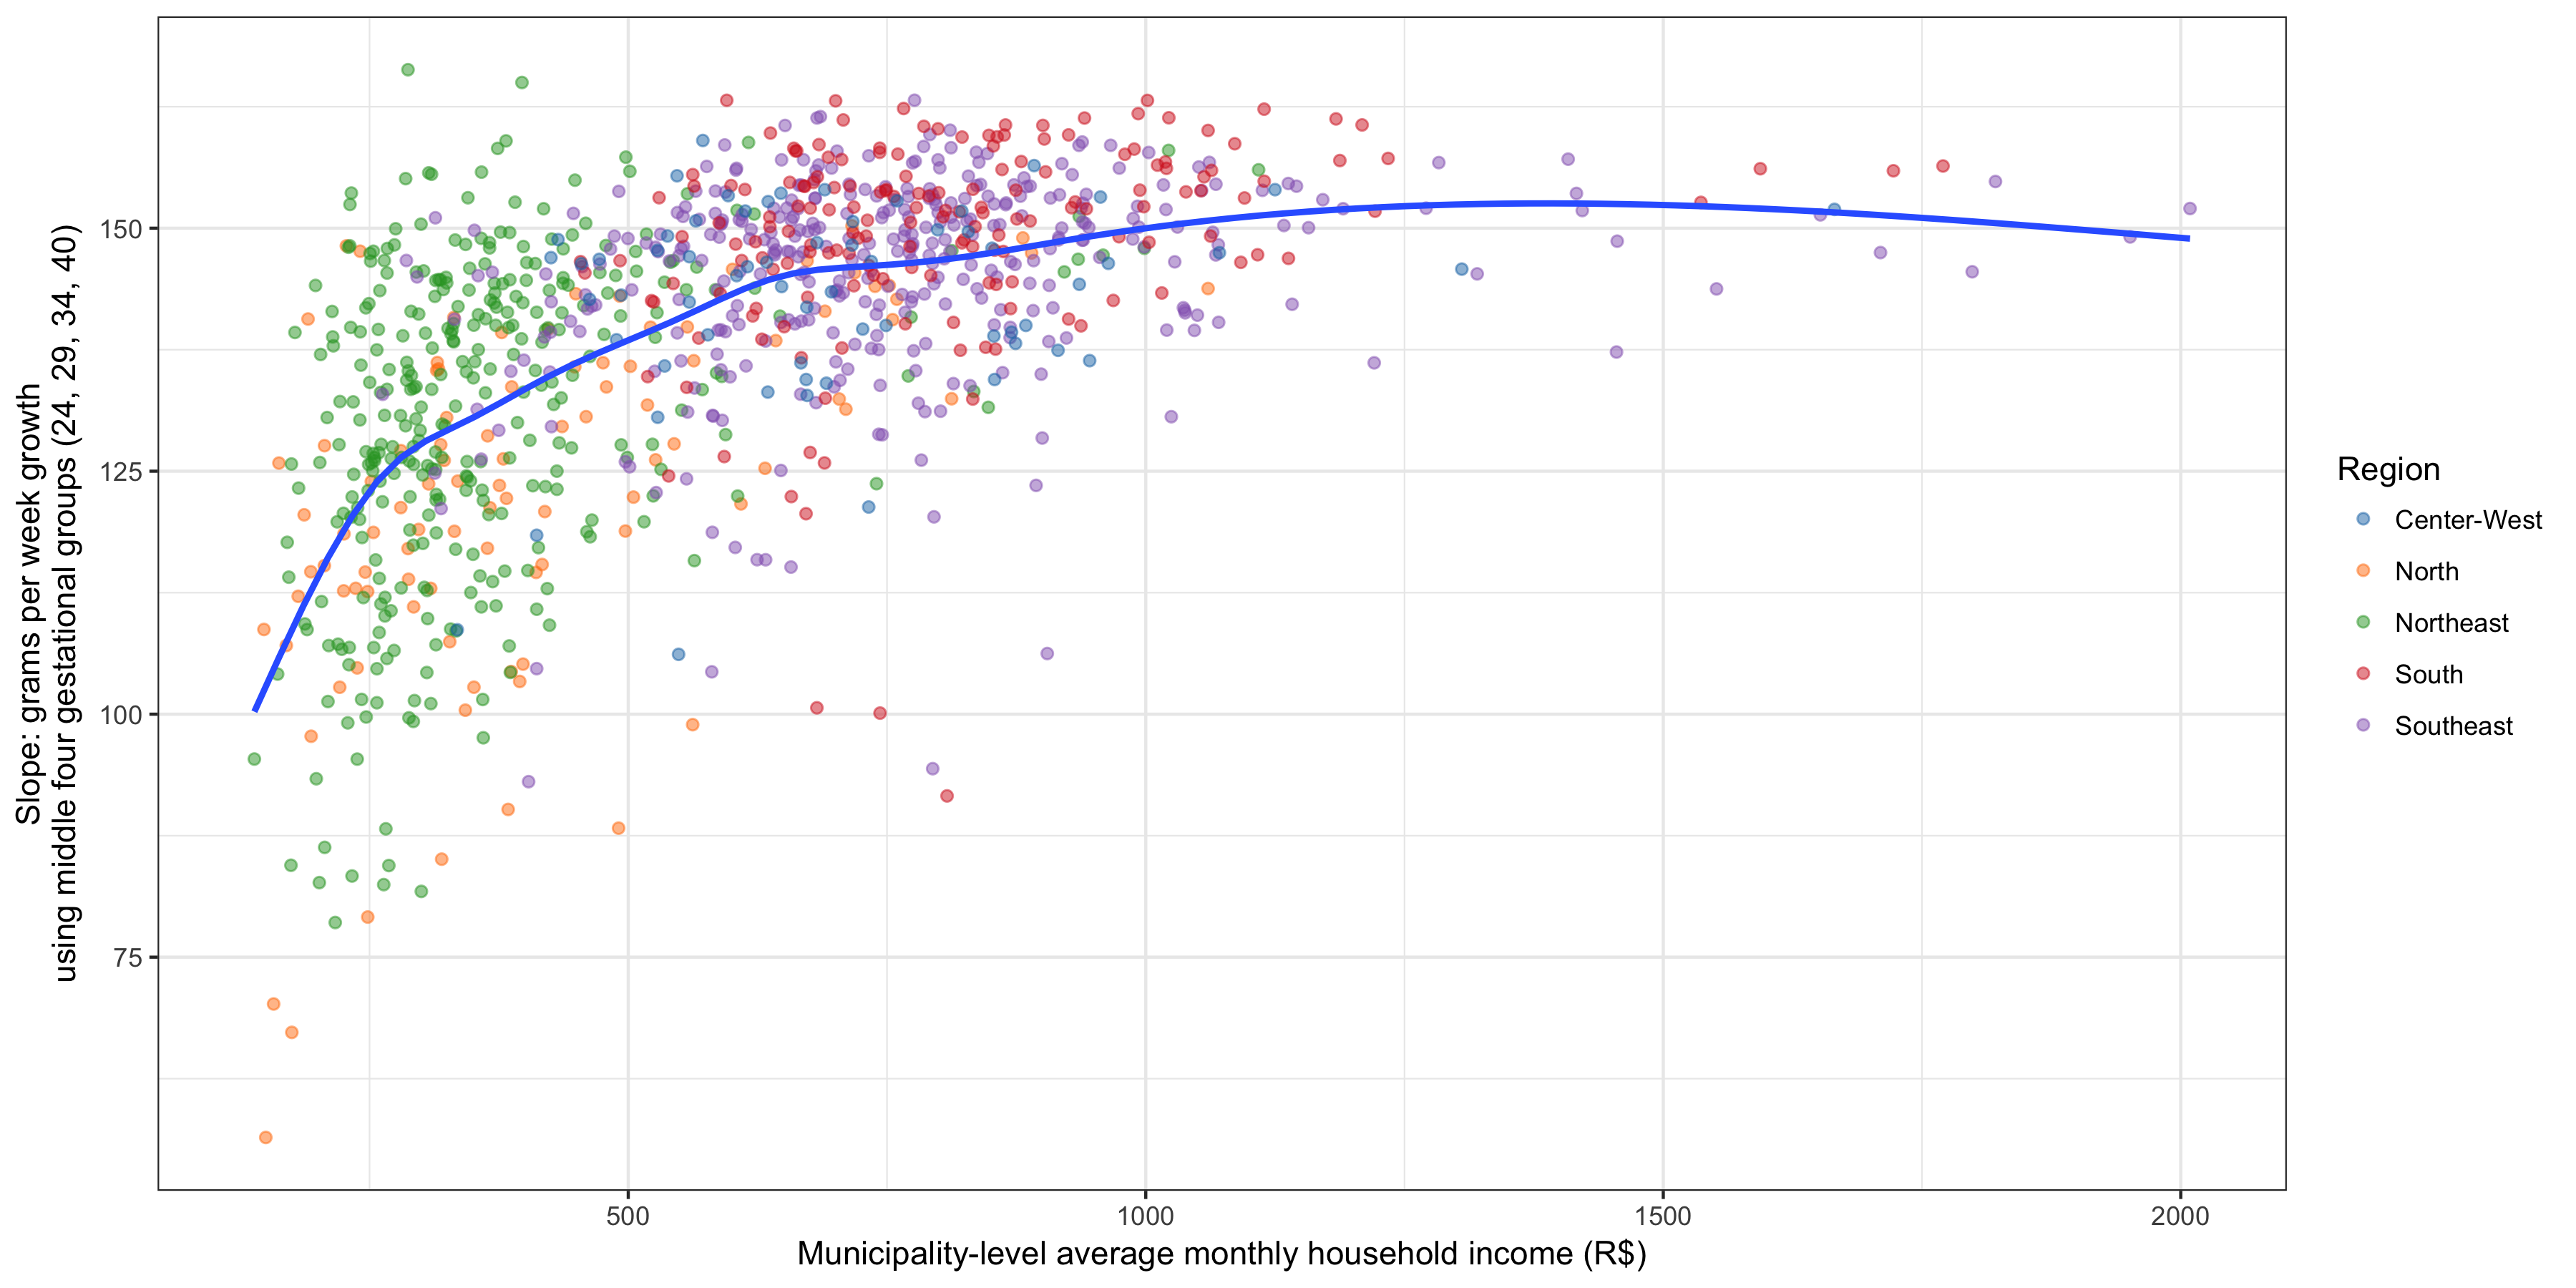 Slope: grams per week growth
using middle four gestational groups (24, 29, 34, 40)
150
125
100
75
500
1000
1500
2000
Municipality-level average monthly household income (R$)
Region
Center-West
North
Northeast
South
Southeast